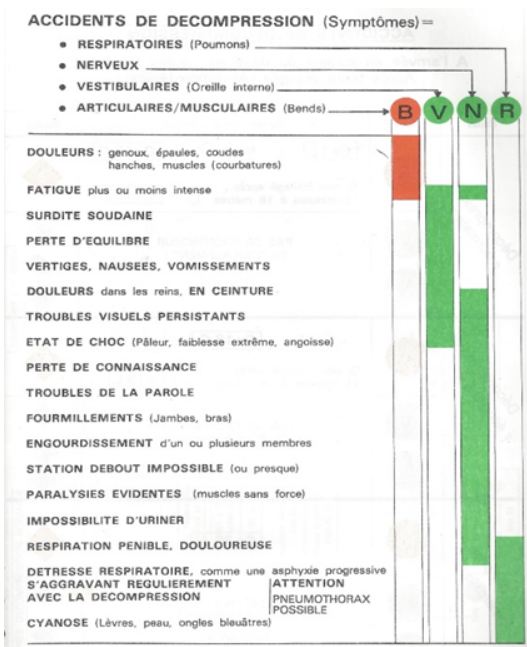 ACCIDENTS DE DECOMPRESSION (Symptômes) =
• RESPIRATOIRES (Poumons)
• NERVEUX
• VESTIBULAIRES (Oreille interne)
• ARTICULAIRES/MUSCULAIRES (Bends)
B V N R
DOULEURS : genoux, épaules, coudes
hanches, muscles (courbatures)
FATIGUE plus ou moins intense
SURDITE SOUDAINE
PERTE D'EQUILIBRE
VERTIGES, NAUSEES, VOMISSEMENTS
DOULEURS dans les reins, EN CEINTURE
TROUBLES VISUELS PERSISTANTS
ETAT DE CHOC (Pâleur, faiblesse extrême, angoisse)
PERTE DE CONNAISSANCE
TROUBLES DE LA PAROLE
FOURMILLEMENTS (Jambes, bras)
ENGOURDISSEMENT d'un ou plusieurs membres
STATION DEBOUT IMPOSSIBLE (ou presque)
PARALYSIES EVIDENTES (muscles sans force)
IMPOSSIBILITE D'URINER
RESPIRATION PENIBLE, DOULOUREUSE
DETRESSE RESPIRATOIRE, comme une asphyxie progressive
S'AGGRAVANT REGULIEREMENT
AVEC LA DECOMPRESSION
ATTENTION
PNEUMOTHORAX
POSSIBLE
CYANOSE (Lèvres, peau, ongles bleuâtres)